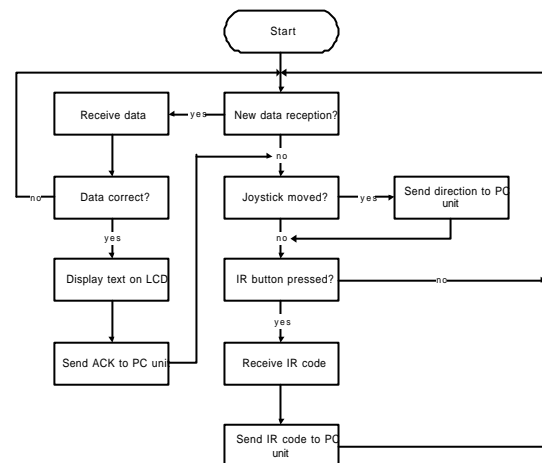 Start
Receive data
yes
New data reception?
no
no
Data correct?
Joystick moved?
yes
Send direction to PC
unit
yes
no
Display text on LCD
IR button pressed?
no
yes
Send ACK to PC unit
Receive IR code
Send IR code to PC
unit